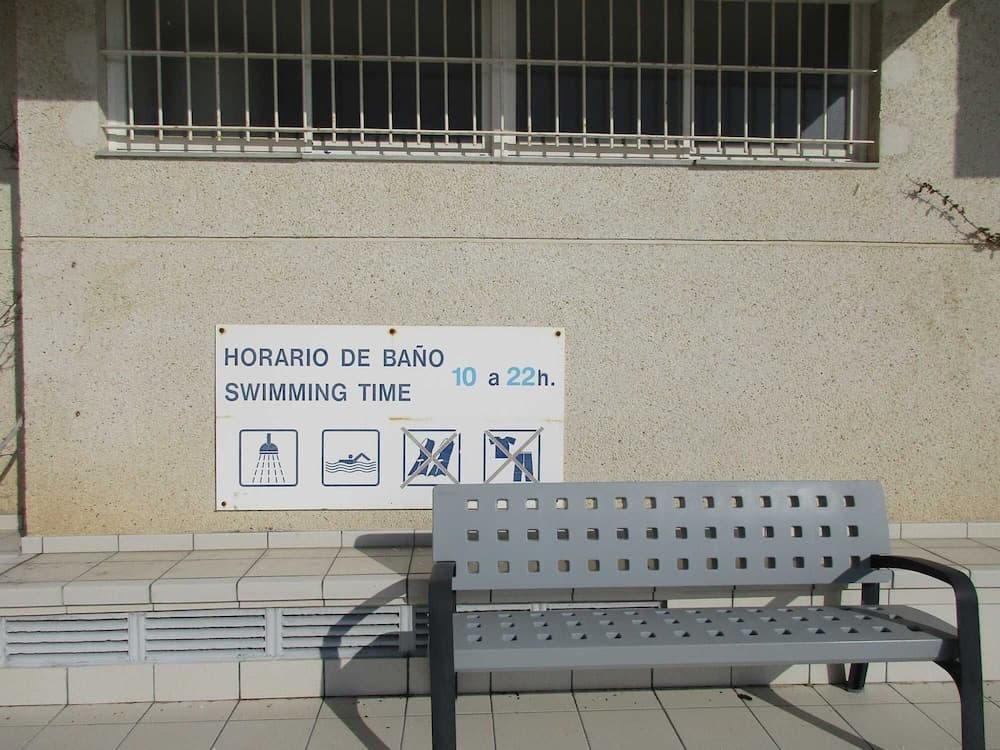 HORARIO DE BAÑO
SWIMMING TIME
10 a 22h.